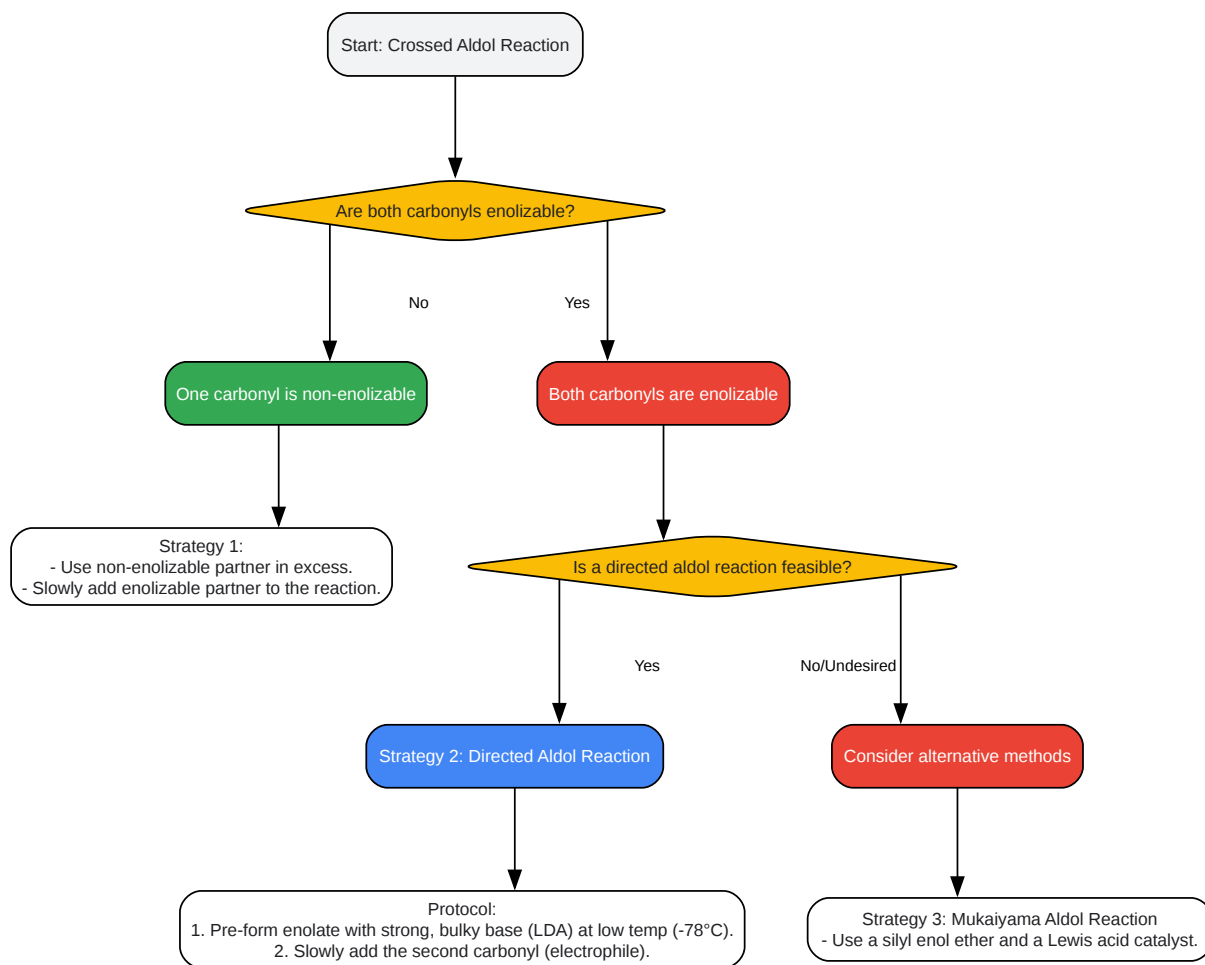 Start: Crossed Aldol Reaction
Are both carbonyls enolizable?
No
Yes
One carbonyl is non-enolizable
Both carbonyls are enolizable
Strategy 1:
- Use non-enolizable partner in excess.
- Slowly add enolizable partner to the reaction.
Is a directed aldol reaction feasible?
Yes
No/Undesired
Strategy 2: Directed Aldol Reaction
Consider alternative methods
Protocol:
1. Pre-form enolate with strong, bulky base (LDA) at low temp (-78°C).
2. Slowly add the second carbonyl (electrophile).
Strategy 3: Mukaiyama Aldol Reaction
- Use a silyl enol ether and a Lewis acid catalyst.